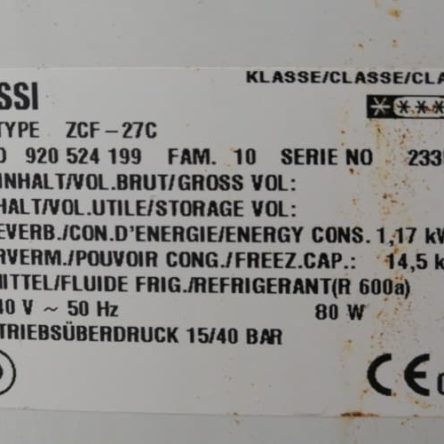 SSI
KLASSE/CLASSE/CLA
TYPE ZCF-27C
920 524 199 FAM. 10 SERIE NO 233
INHALT/VOL.BRUT/GROSS VOL:
HALT/VOL.UTILE/STORAGE VOL:
EVERB./CON.D'ENERGIE/ENERGY CONS. 1,17 kW
RVERM./POUVOIR CONG./FREEZ.CAP.: 14,5 k
MITTEL/FLUIDE FRIG./REFRIGERANT(R 600a)
40 V ~ 50 Hz 80 W
TRIEBSÜBERDRUCK 15/40 BAR
CE